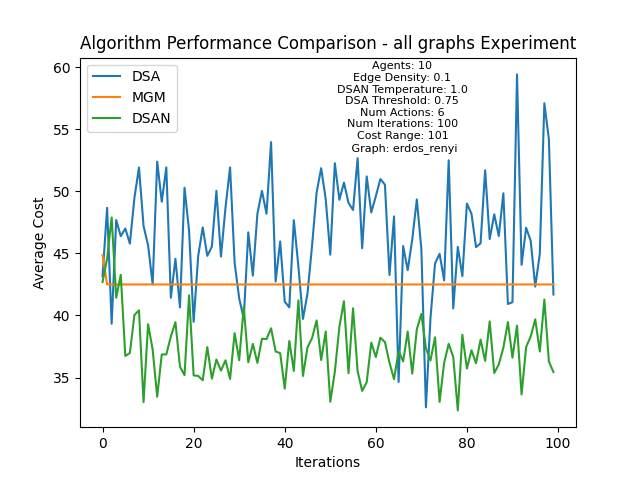 Algorithm Performance Comparison - all graphs Experiment
DSA
MGM
DSAN
Agents: 10
Edge Density: 0.1
DSAN Temperature: 1.0
DSA Threshold: 0.75
Num Actions: 6
Num Iterations: 100
Cost Range: 101
Graph: erdos_renyi
Average Cost
60
55
50
45
40
35
0 20 40 60 80 100
Iterations